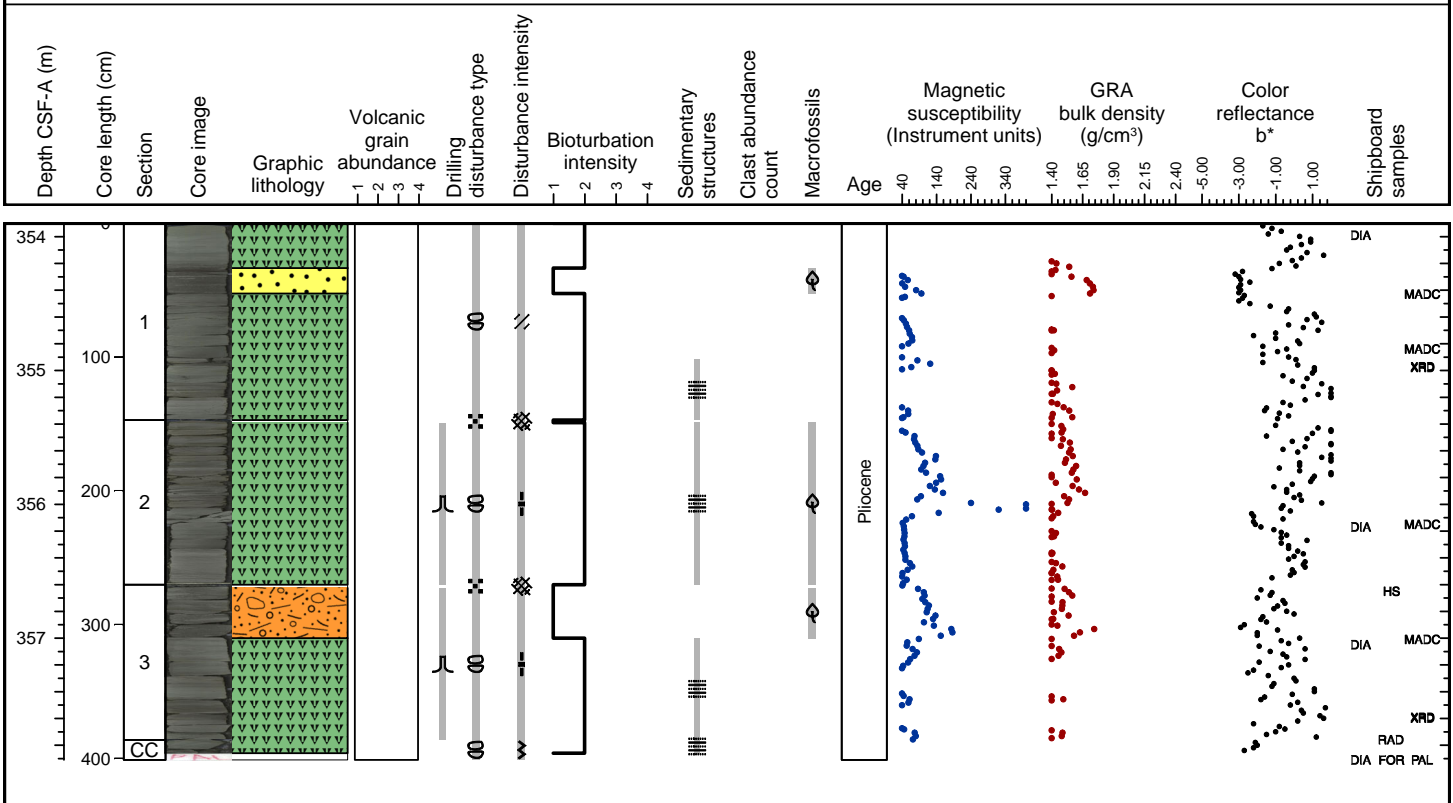 Depth CSF-A (m)
Core length (cm)
Section
Core image
Graphic
lithology
Volcanic
grain
abundance
1 2 3 4
Drilling
disturbance type
Disturbance intensity
Bioturbation
intensity
1 2 3 4
Sedimentary
structures
Clast abundance
count
Macrofossils
Age
Magnetic
susceptibility
(Instrument units)
40 140 240 340
GRA
bulk density
(g/cm³)
1.40 1.65 1.90 2.15 2.40
Color
reflectance
b*
-5.00 -3.00 -1.00 1.00
Shipboard
samples
354
355
356
357
0
100
200
300
400
1
2
3
CC
Pliocene
DIA
MADC
MADC
XRD
DIA
MADC
HS
DIA
MADC
XRD
RAD
DIA FOR PAL